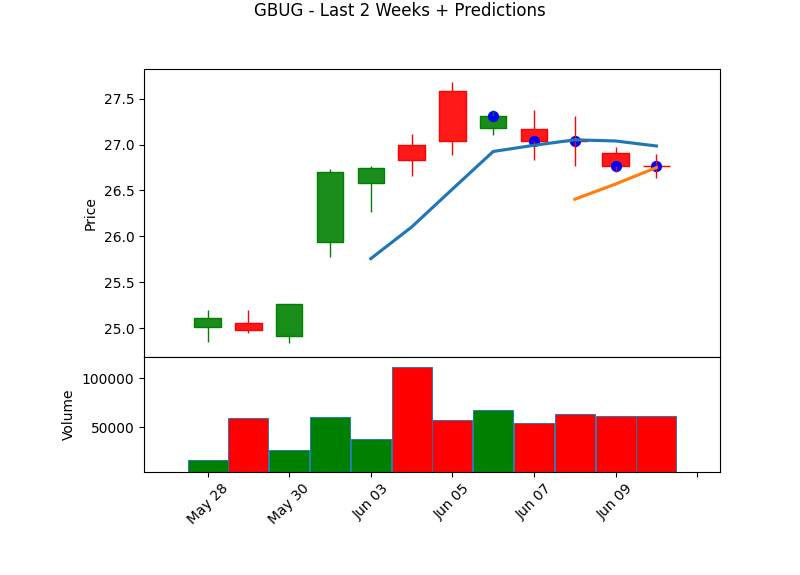 GBUG - Last 2 Weeks + Predictions
27.5
27.0
26.5
26.0
25.5
25.0
Price
100000
50000
Volume
May 28
May 30
Jun 03
Jun 05
Jun 07
Jun 09